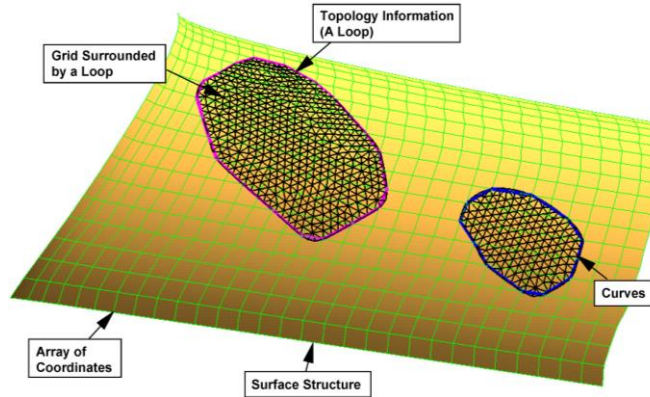 Topology Information
(A Loop)
Grid Surrounded
by a Loop
Curves
Array of
Coordinates
Surface Structure